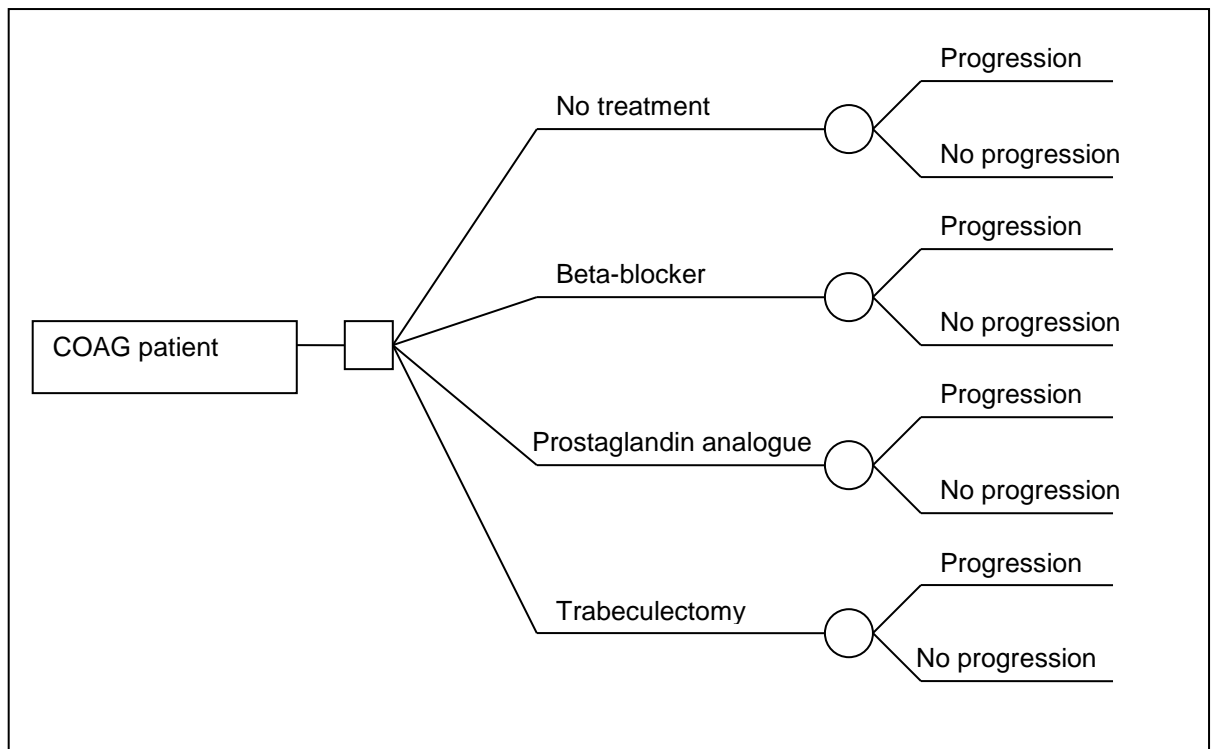 Progression
No treatment
No progression
Progression
Beta-blocker
No progression
COAG patient
Progression
Prostaglandin analogue
No progression
Progression
Trabeculectomy
No progression